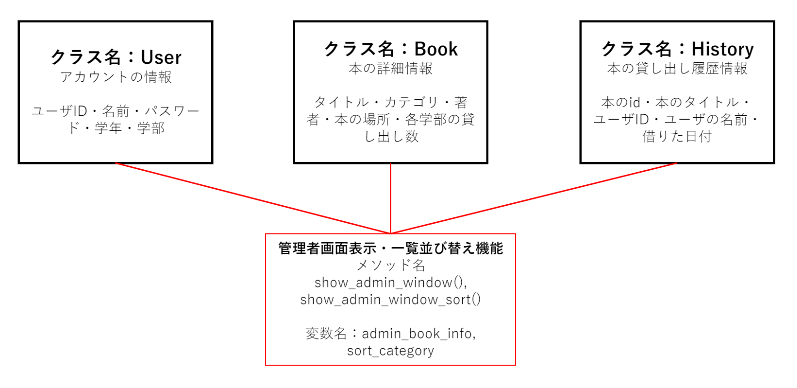 クラス名：User
アカウントの情報
ユーザID・名前・パスワー
ド・学年・学部
クラス名：Book
本の詳細情報
タイトル・カテゴリ・著
者・本の場所・各学部の貸
し出し数
クラス名：History
本の貸し出し履歴情報
本のid・本のタイトル・
ユーザID・ユーザの名前・
借りた日付
管理者画面表示・一覧並び替え機能
メソッド名
show_admin_window(),
show_admin_window_sort()
変数名：admin_book_info,
sort_category